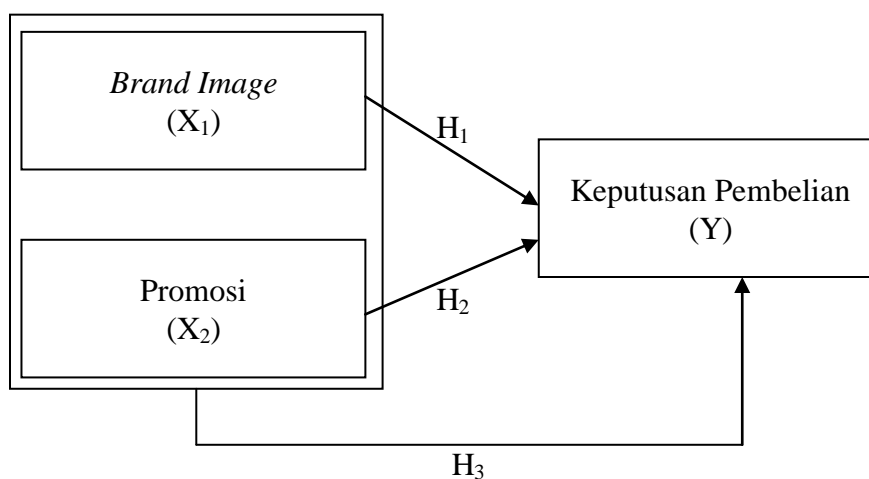 Brand Image
(X₁)
H₁
Keputusan Pembelian
(Y)
Promosi
(X₂)
H₂
H₃